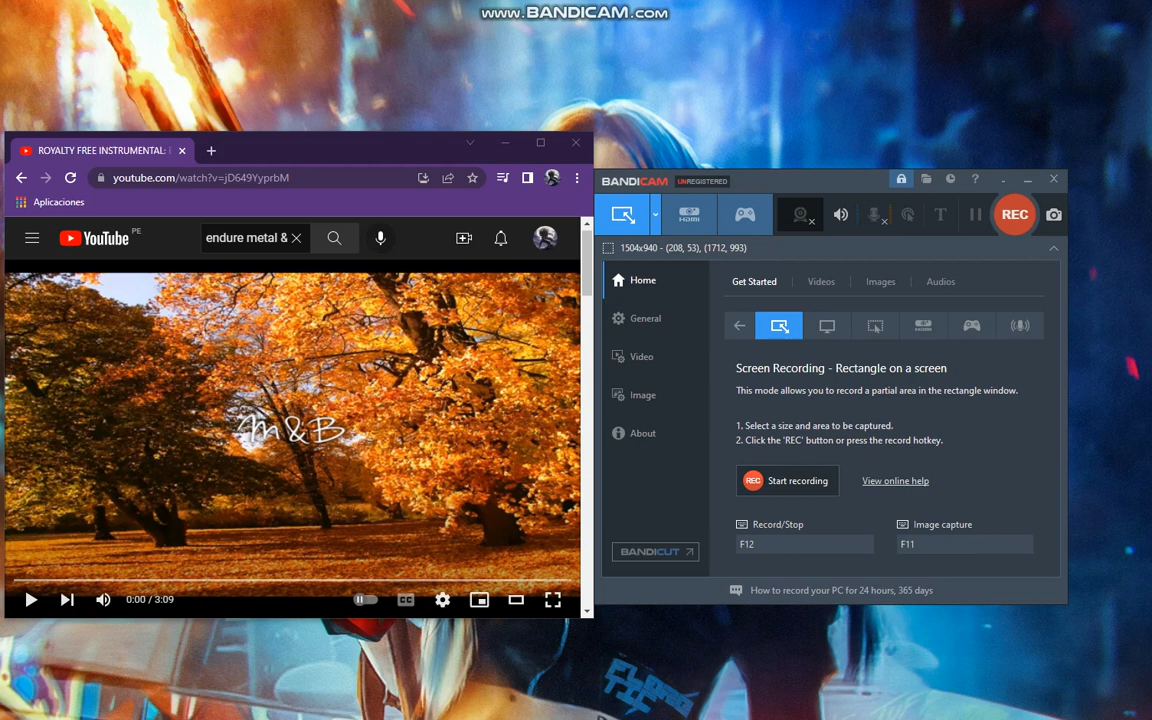 www.BANDICAM.com
ROYALTY FREE INSTRUMENTAL:
youtube.com/watch?v=jD649YyprbM
Aplicaciones
YouTube PE
endure metal &
M&B
0:00 / 3:09
CC
BANDICAM UNREGISTERED
HDMI
REC
1504x940 - (208, 53), (1712, 993)
Home
General
Video
Image
About
BANDICUT
Get Started
Videos
Images
Audios
Screen Recording - Rectangle on a screen
This mode allows you to record a partial area in the rectangle window.
1. Select a size and area to be captured.
2. Click the 'REC' button or press the record hotkey.
REC Start recording
View online help
Record/Stop
Image capture
F12
F11
How to record your PC for 24 hours, 365 days